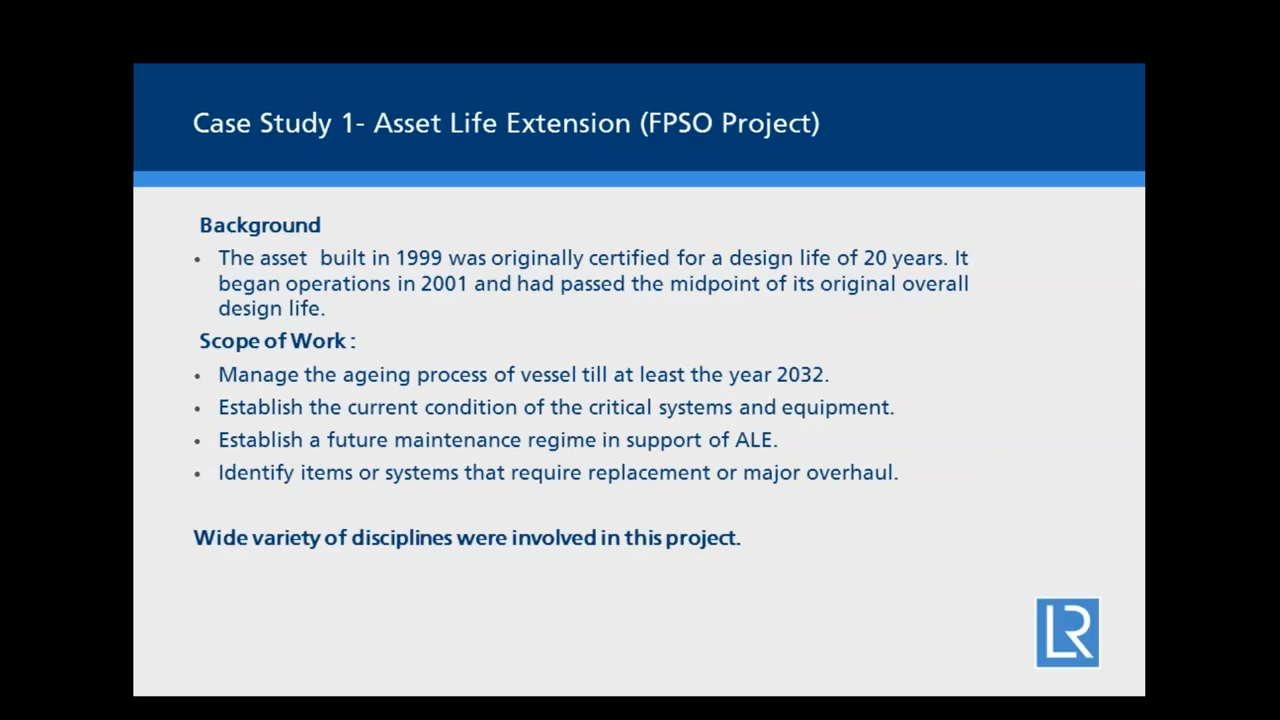 Case Study 1- Asset Life Extension (FPSO Project)
Background
• The asset built in 1999 was originally certified for a design life of 20 years. It
began operations in 2001 and had passed the midpoint of its original overall
design life.
Scope of Work :
• Manage the ageing process of vessel till at least the year 2032.
• Establish the current condition of the critical systems and equipment.
• Establish a future maintenance regime in support of ALE.
• Identify items or systems that require replacement or major overhaul.
Wide variety of disciplines were involved in this project.
LR